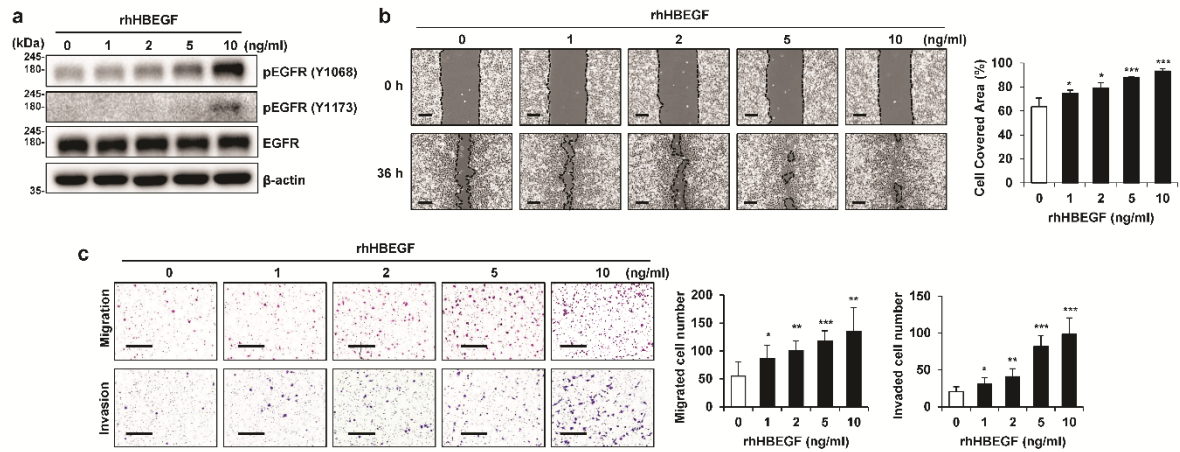 a
rhHBEGF
(kDa) 0 1 2 5 10 (ng/ml)
245-
180-
pEGFR (Y1068)
245-
180-
pEGFR (Y1173)
245-
180-
EGFR
β-actin
35-
b
rhHBEGF
0 1 2 5 10 (ng/ml)
0 h
36 h
Cell Covered Area (%)
100
80
60
40
20
0
* * *** ***
0 1 2 5 10
rhHBEGF (ng/ml)
c
rhHBEGF
0 1 2 5 10 (ng/ml)
Migration
Invasion
Migrated cell number
200
150
100
50
0
* ** *** **
0 1 2 5 10
rhHBEGF (ng/ml)
Invaded cell number
150
100
50
0
* ** *** ***
0 1 2 5 10
rhHBEGF (ng/ml)